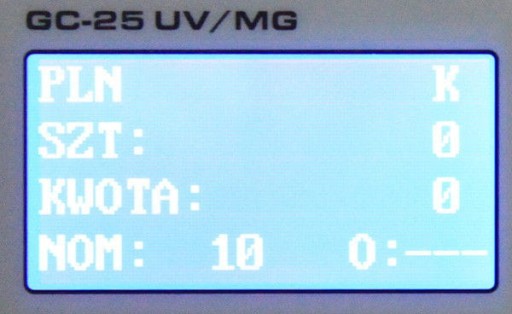 GC-25 UV/MG
PLN K
SZT: 0
KWOTA: 0
NOM: 10 O:---